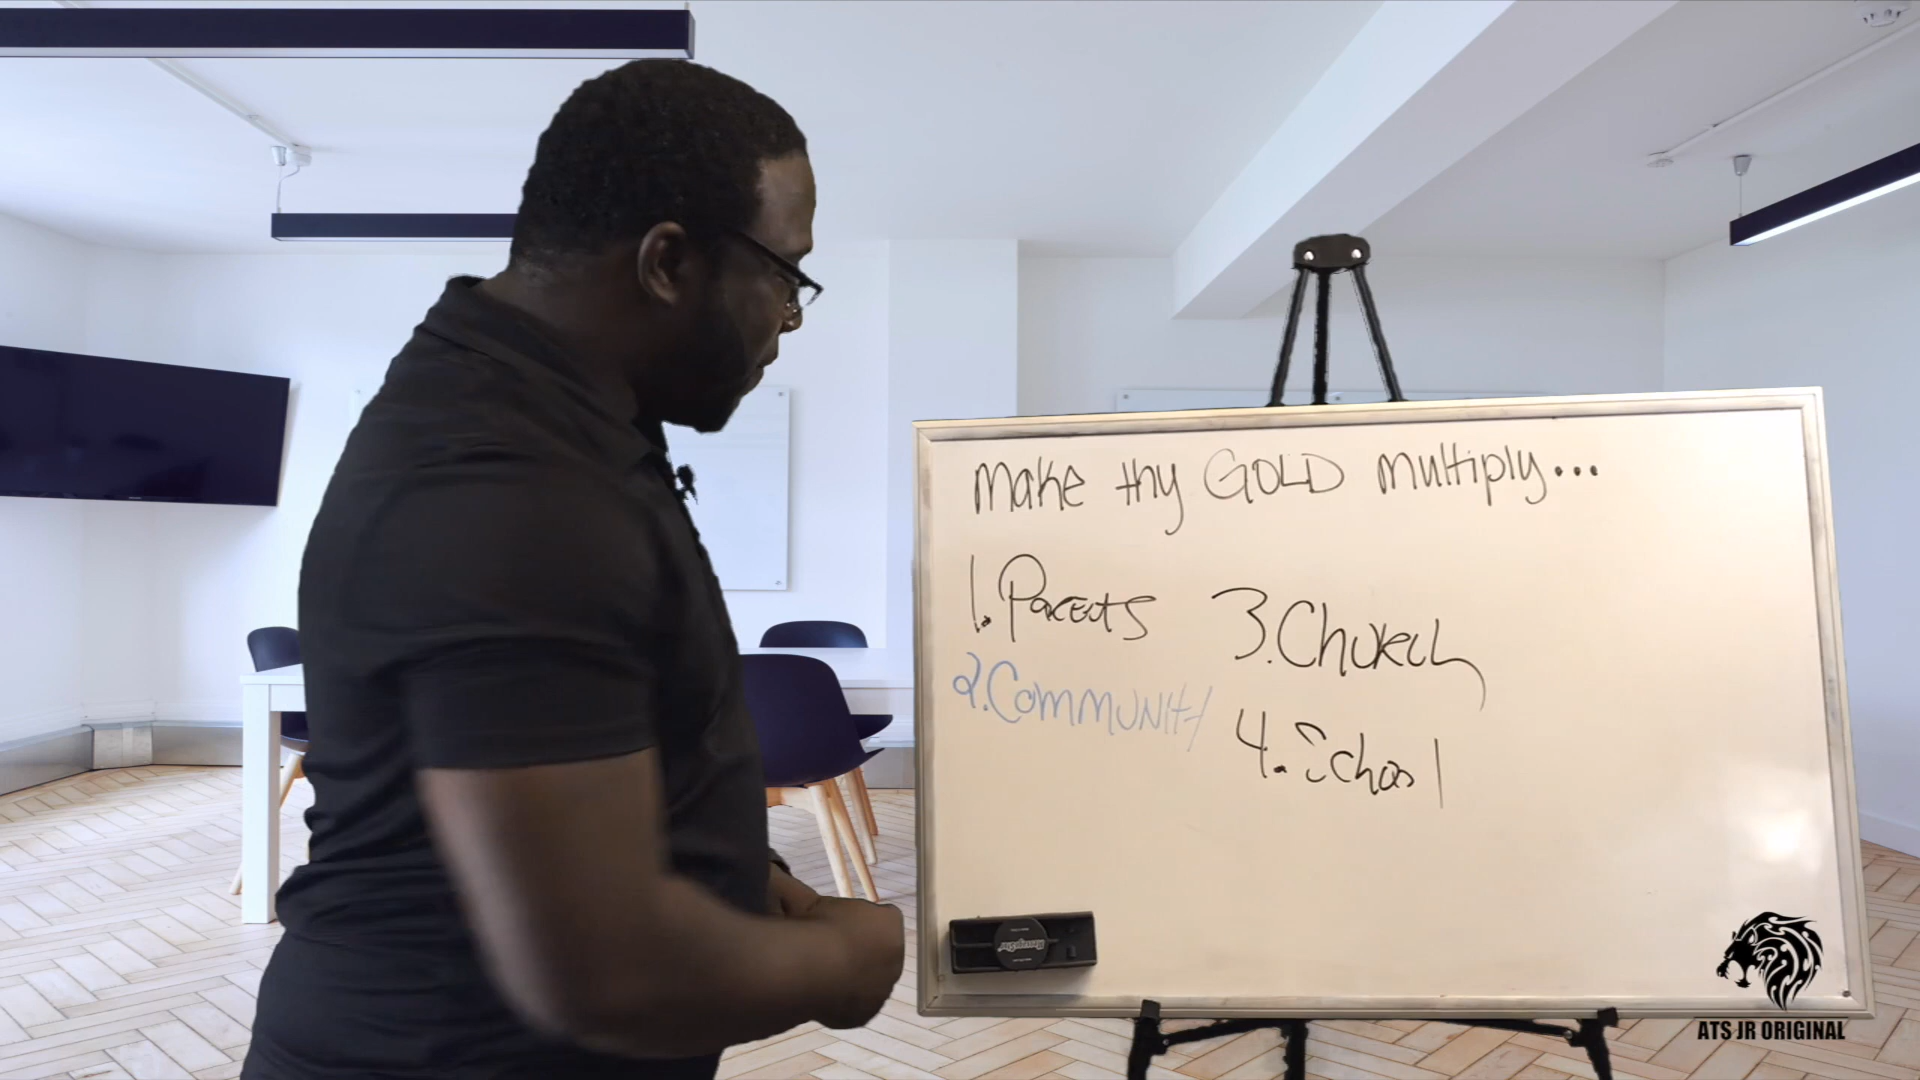 make thy GOLD multiply...
1. Parents
2. Community
3. Church
4. School
ATS JR ORIGINAL